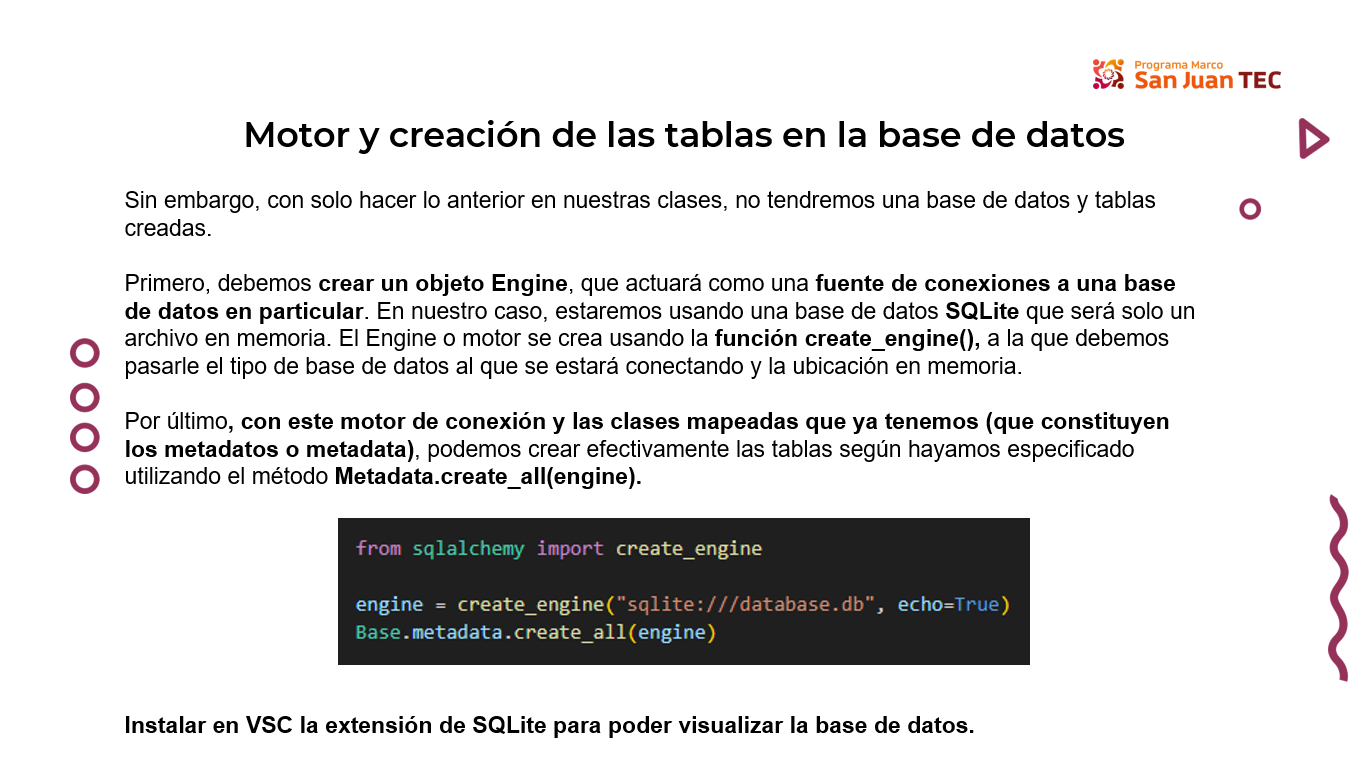 Programa Marco
San Juan TEC
Motor y creación de las tablas en la base de datos
Sin embargo, con solo hacer lo anterior en nuestras clases, no tendremos una base de datos y tablas
creadas.
Primero, debemos crear un objeto Engine, que actuará como una fuente de conexiones a una base
de datos en particular. En nuestro caso, estaremos usando una base de datos SQLite que será solo un
archivo en memoria. El Engine o motor se crea usando la función create_engine(), a la que debemos
pasarle el tipo de base de datos al que se estará conectando y la ubicación en memoria.
Por último, con este motor de conexión y las clases mapeadas que ya tenemos (que constituyen
los metadatos o metadata), podemos crear efectivamente las tablas según hayamos especificado
utilizando el método Metadata.create_all(engine).
from sqlalchemy import create_engine
engine = create_engine("sqlite:///database.db", echo=True)
Base.metadata.create_all(engine)
Instalar en VSC la extensión de SQLite para poder visualizar la base de datos.